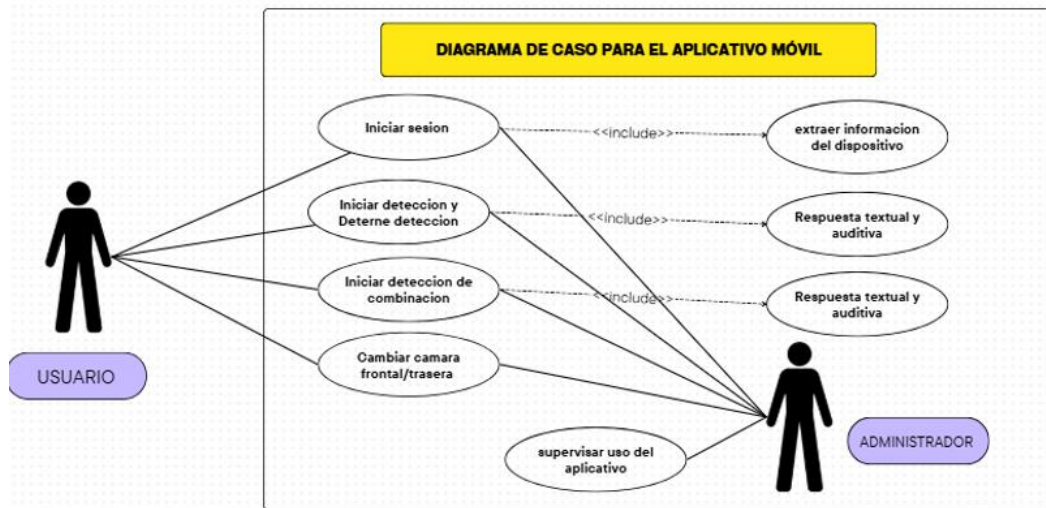 DIAGRAMA DE CASO PARA EL APLICATIVO MÓVIL
Iniciar sesion
<<include>>
extraer informacion
del dispositivo
Iniciar deteccion y
Deterne deteccion
<<include>>
Respuesta textual y
auditiva
Iniciar deteccion de
combinacion
<<include>>
Respuesta textual y
auditiva
Cambiar camara
frontal/trasera
USUARIO
supervisar uso del
aplicativo
ADMINISTRADOR